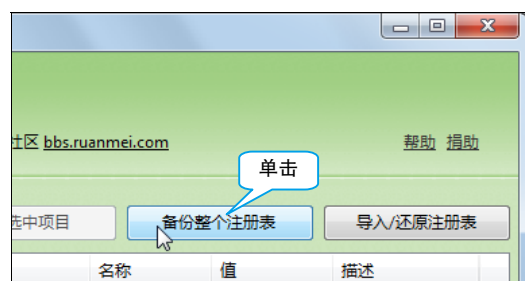 社区 bbs.ruanmei.com 帮助 捐助
单击
选中项目 备份整个注册表 导入/还原注册表
名称 值 描述